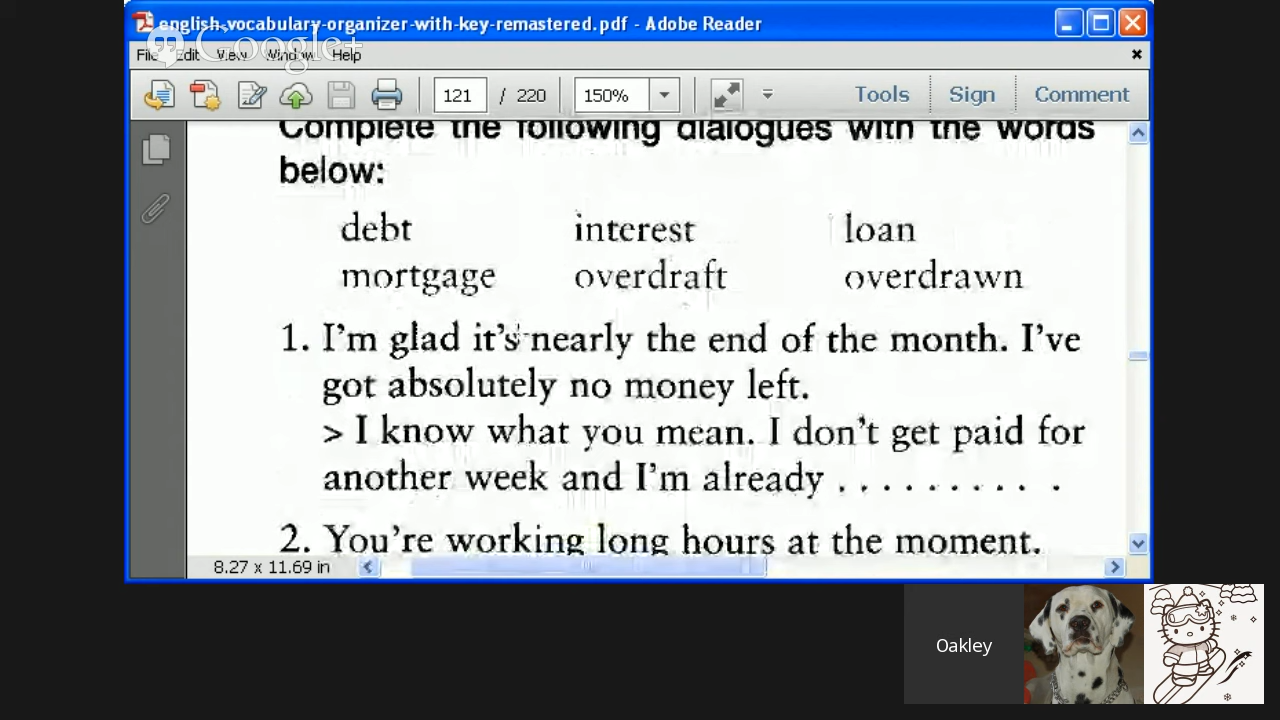 english-vocabulary-organizer-with-key-remastered.pdf - Adobe Reader
Google+
File Edit View Window Help
121 / 220 150% Tools Sign Comment
Complete the following dialogues with the words
below:
debt interest loan
mortgage overdraft overdrawn
1. I'm glad it's nearly the end of the month. I've
got absolutely no money left.
> I know what you mean. I don't get paid for
another week and I'm already . . . . . . . . . .
2. You're working long hours at the moment.
8.27 x 11.69 in
Oakley